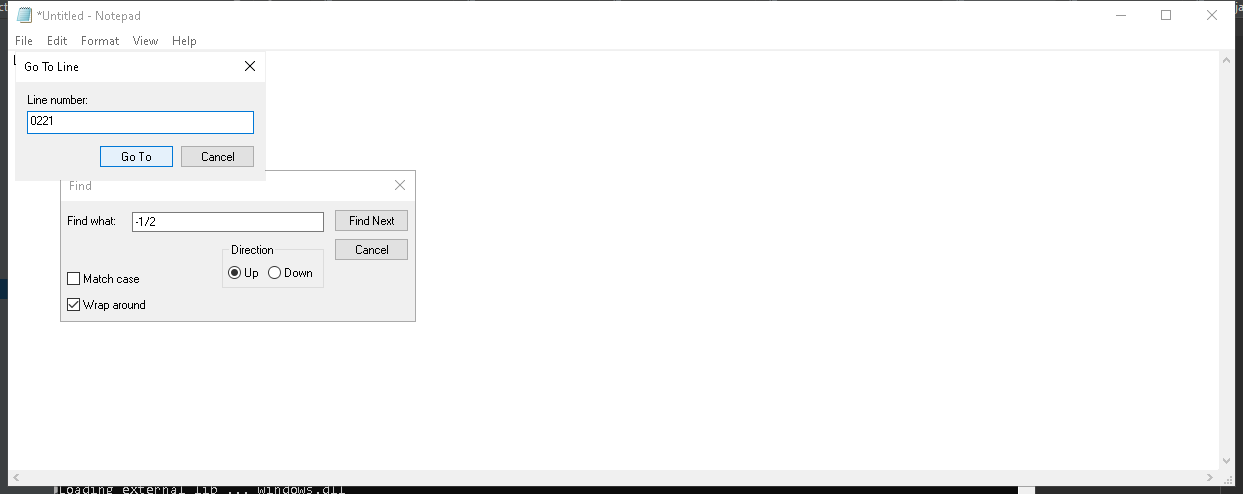 *Untitled - Notepad
File Edit Format View Help
Go To Line
Line number:
0221
Go To Cancel
Find
Find what: -1/2 Find Next
Direction Cancel
Up Down
Match case
Wrap around
Loading external lib ... windows.dll